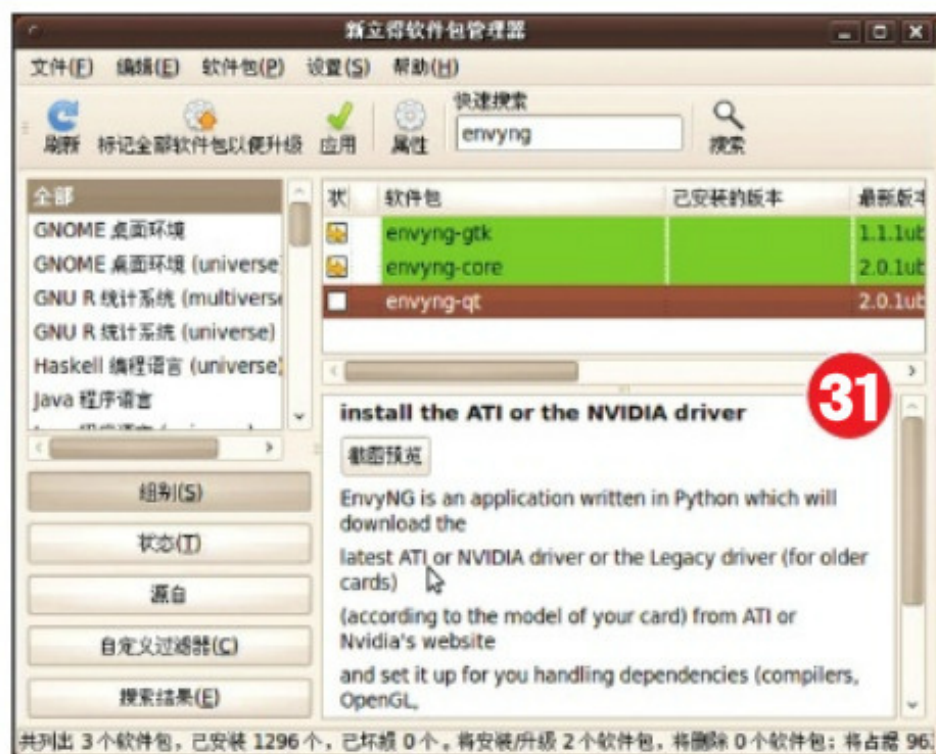 新立得软件包管理器
文件(F) 编辑(E) 软件包(P) 设置(S) 帮助(H)
刷新 标记全部软件包以便升级 应用 属性 快速搜索 envyng 搜索
全部
GNOME 桌面环境
GNOME 桌面环境 (universe
GNU R 统计系统 (multiverse
GNU R 统计系统 (universe)
Haskell 编程语言 (universe)
Java 程序语言
组别(S)
状态(T)
源自
自定义过滤器(C)
搜索结果(E)
状 软件包 已安装的版本 最新版本
envyng-gtk 1.1.1ub
envyng-core 2.0.1ub
envyng-qt 2.0.1ub
31
install the ATI or the NVIDIA driver
截图预览
EnvyNG is an application written in Python which will
download the
latest ATI or NVIDIA driver or the Legacy driver (for older
cards)
(according to the model of your card) from ATI or
Nvidia's website
and set it up for you handling dependencies (compilers,
OpenGL,
共列出 3 个软件包，已安装 1296 个，已坏损 0 个。将安装/升级 2 个软件包，将删除 0 个软件包；将占据 96